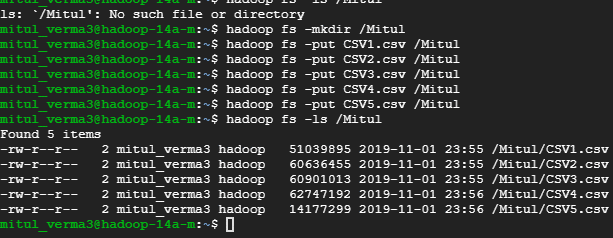 hadoop fs -ls /Mitul
ls: `/Mitul': No such file or directory
mitul_verma3@hadoop-14a-m:~$ hadoop fs -mkdir /Mitul
mitul_verma3@hadoop-14a-m:~$ hadoop fs -put CSV1.csv /Mitul
mitul_verma3@hadoop-14a-m:~$ hadoop fs -put CSV2.csv /Mitul
mitul_verma3@hadoop-14a-m:~$ hadoop fs -put CSV3.csv /Mitul
mitul_verma3@hadoop-14a-m:~$ hadoop fs -put CSV4.csv /Mitul
mitul_verma3@hadoop-14a-m:~$ hadoop fs -put CSV5.csv /Mitul
mitul_verma3@hadoop-14a-m:~$ hadoop fs -ls /Mitul
Found 5 items
-rw-r--r--   2 mitul_verma3 hadoop   51039895 2019-11-01 23:55 /Mitul/CSV1.csv
-rw-r--r--   2 mitul_verma3 hadoop   60636455 2019-11-01 23:55 /Mitul/CSV2.csv
-rw-r--r--   2 mitul_verma3 hadoop   60901013 2019-11-01 23:55 /Mitul/CSV3.csv
-rw-r--r--   2 mitul_verma3 hadoop   62747192 2019-11-01 23:56 /Mitul/CSV4.csv
-rw-r--r--   2 mitul_verma3 hadoop   14177299 2019-11-01 23:56 /Mitul/CSV5.csv
mitul_verma3@hadoop-14a-m:~$